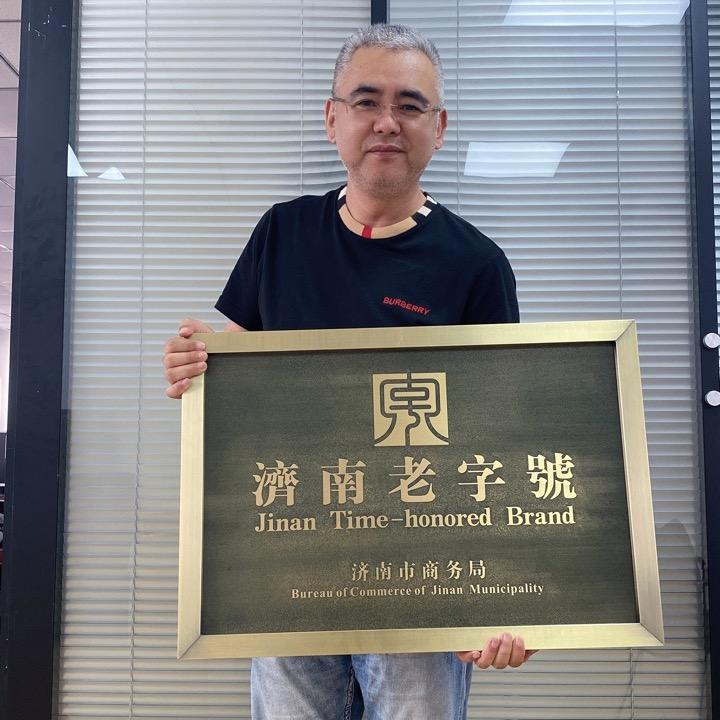 BURBERRY
濟南老字號
Jinan Time-honored Brand
济南市商务局
Bureau of Commerce of Jinan Municipality